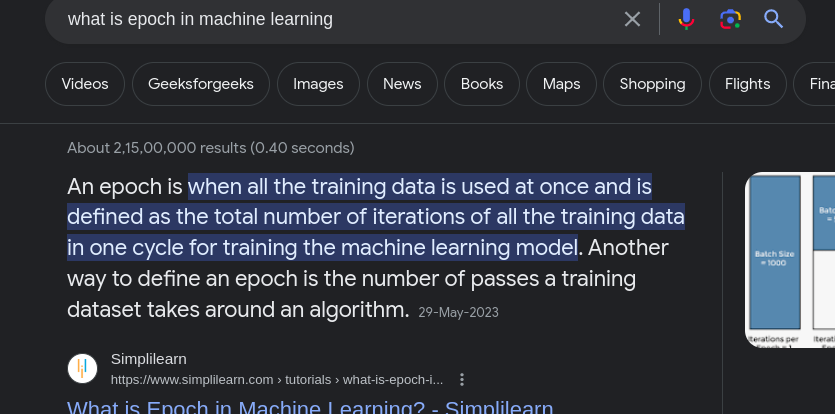 what is epoch in machine learning
Videos
Geeksforgeeks
Images
News
Books
Maps
Shopping
Flights
About 2,15,00,000 results (0.40 seconds)
An epoch is when all the training data is used at once and is
defined as the total number of iterations of all the training data
in one cycle for training the machine learning model. Another
way to define an epoch is the number of passes a training
dataset takes around an algorithm. 29-May-2023
Batch Size
= 1000
Iterations per
Simplilearn
https://www.simplilearn.com › tutorials › what-is-epoch-i...
What is Epoch in Machine Learning? - Simplilearn